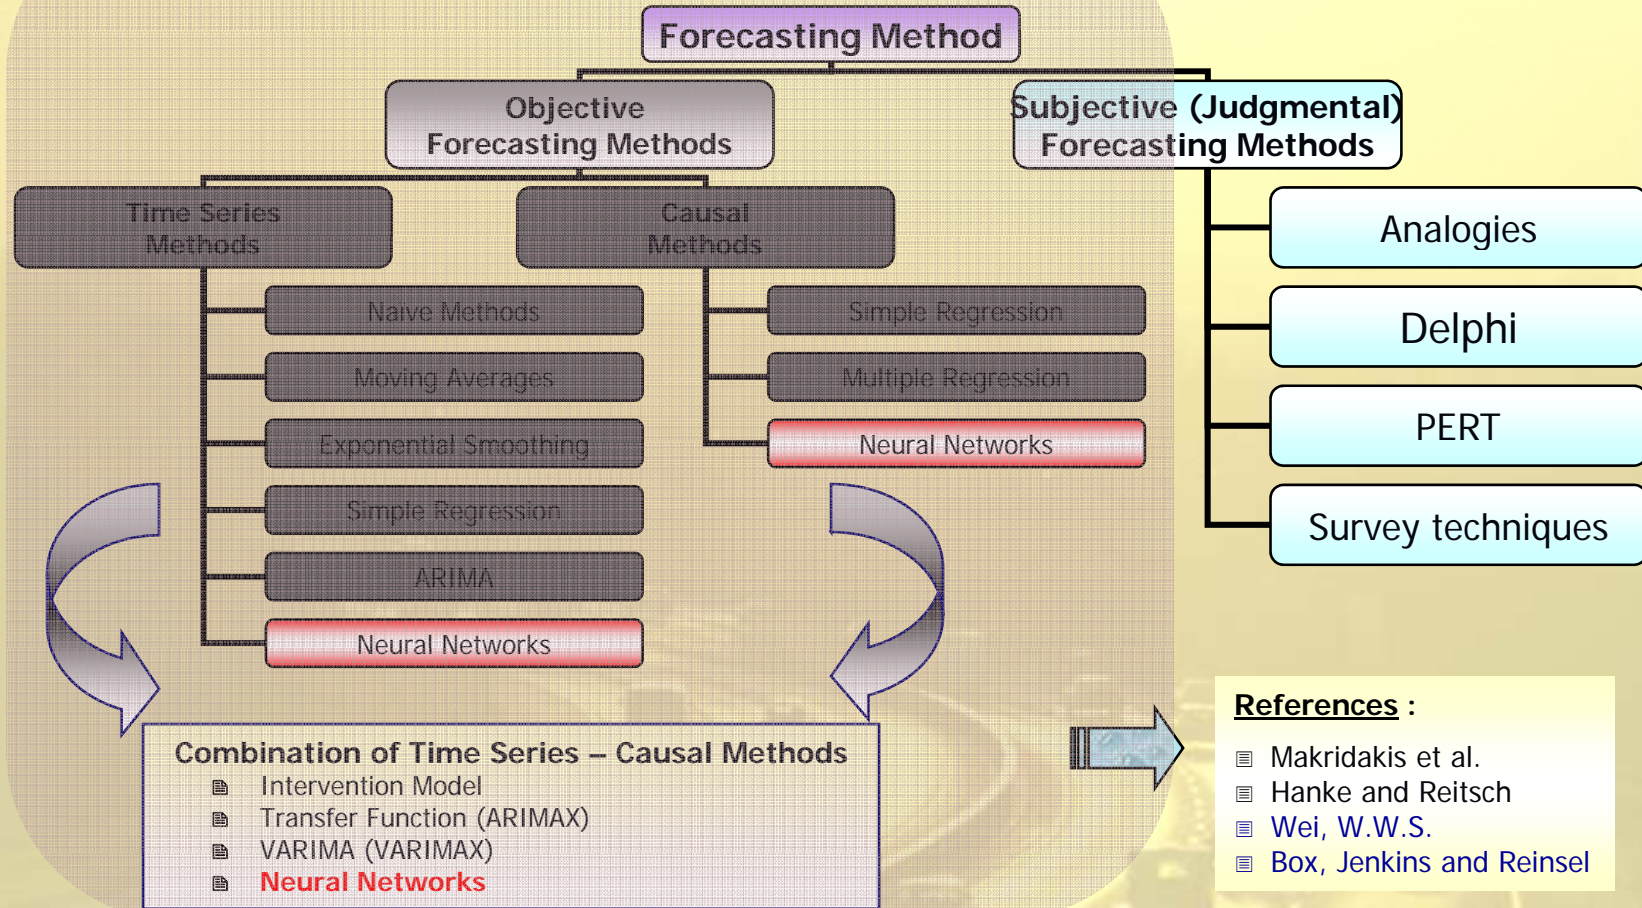 Forecasting Method
Objective
Forecasting Methods
Subjective (Judgmental)
Forecasting Methods
Time Series
Methods
Causal
Methods
Naïve Methods
Moving Averages
Exponential Smoothing
Simple Regression
ARIMA
Neural Networks
Simple Regression
Multiple Regression
Neural Networks
Analogies
Delphi
PERT
Survey techniques
Combination of Time Series – Causal Methods
Intervention Model
Transfer Function (ARIMAX)
VARIMA (VARIMAX)
Neural Networks
References :
Makridakis et al.
Hanke and Reitsch
Wei, W.W.S.
Box, Jenkins and Reinsel